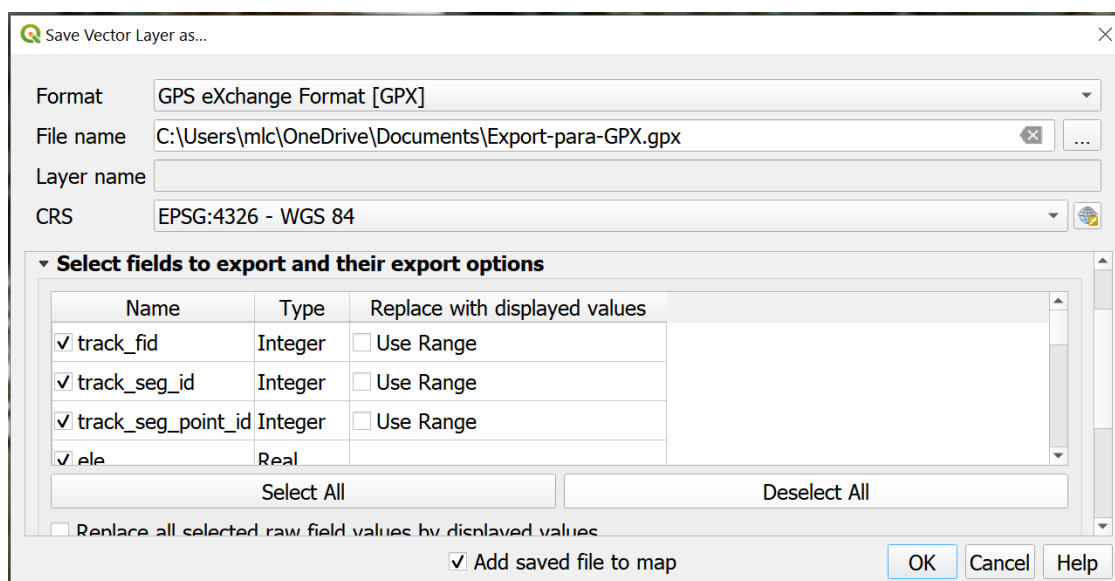 Save Vector Layer as...
Format GPS eXchange Format [GPX]
File name C:\Users\mlc\OneDrive\Documents\Export-para-GPX.gpx ...
Layer name
CRS EPSG:4326 - WGS 84
Select fields to export and their export options
Name Type Replace with displayed values
track_fid Integer Use Range
track_seg_id Integer Use Range
track_seg_point_id Integer Use Range
ele Real
Select All Deselect All
Replace all selected raw field values by displayed values
Add saved file to map OK Cancel Help